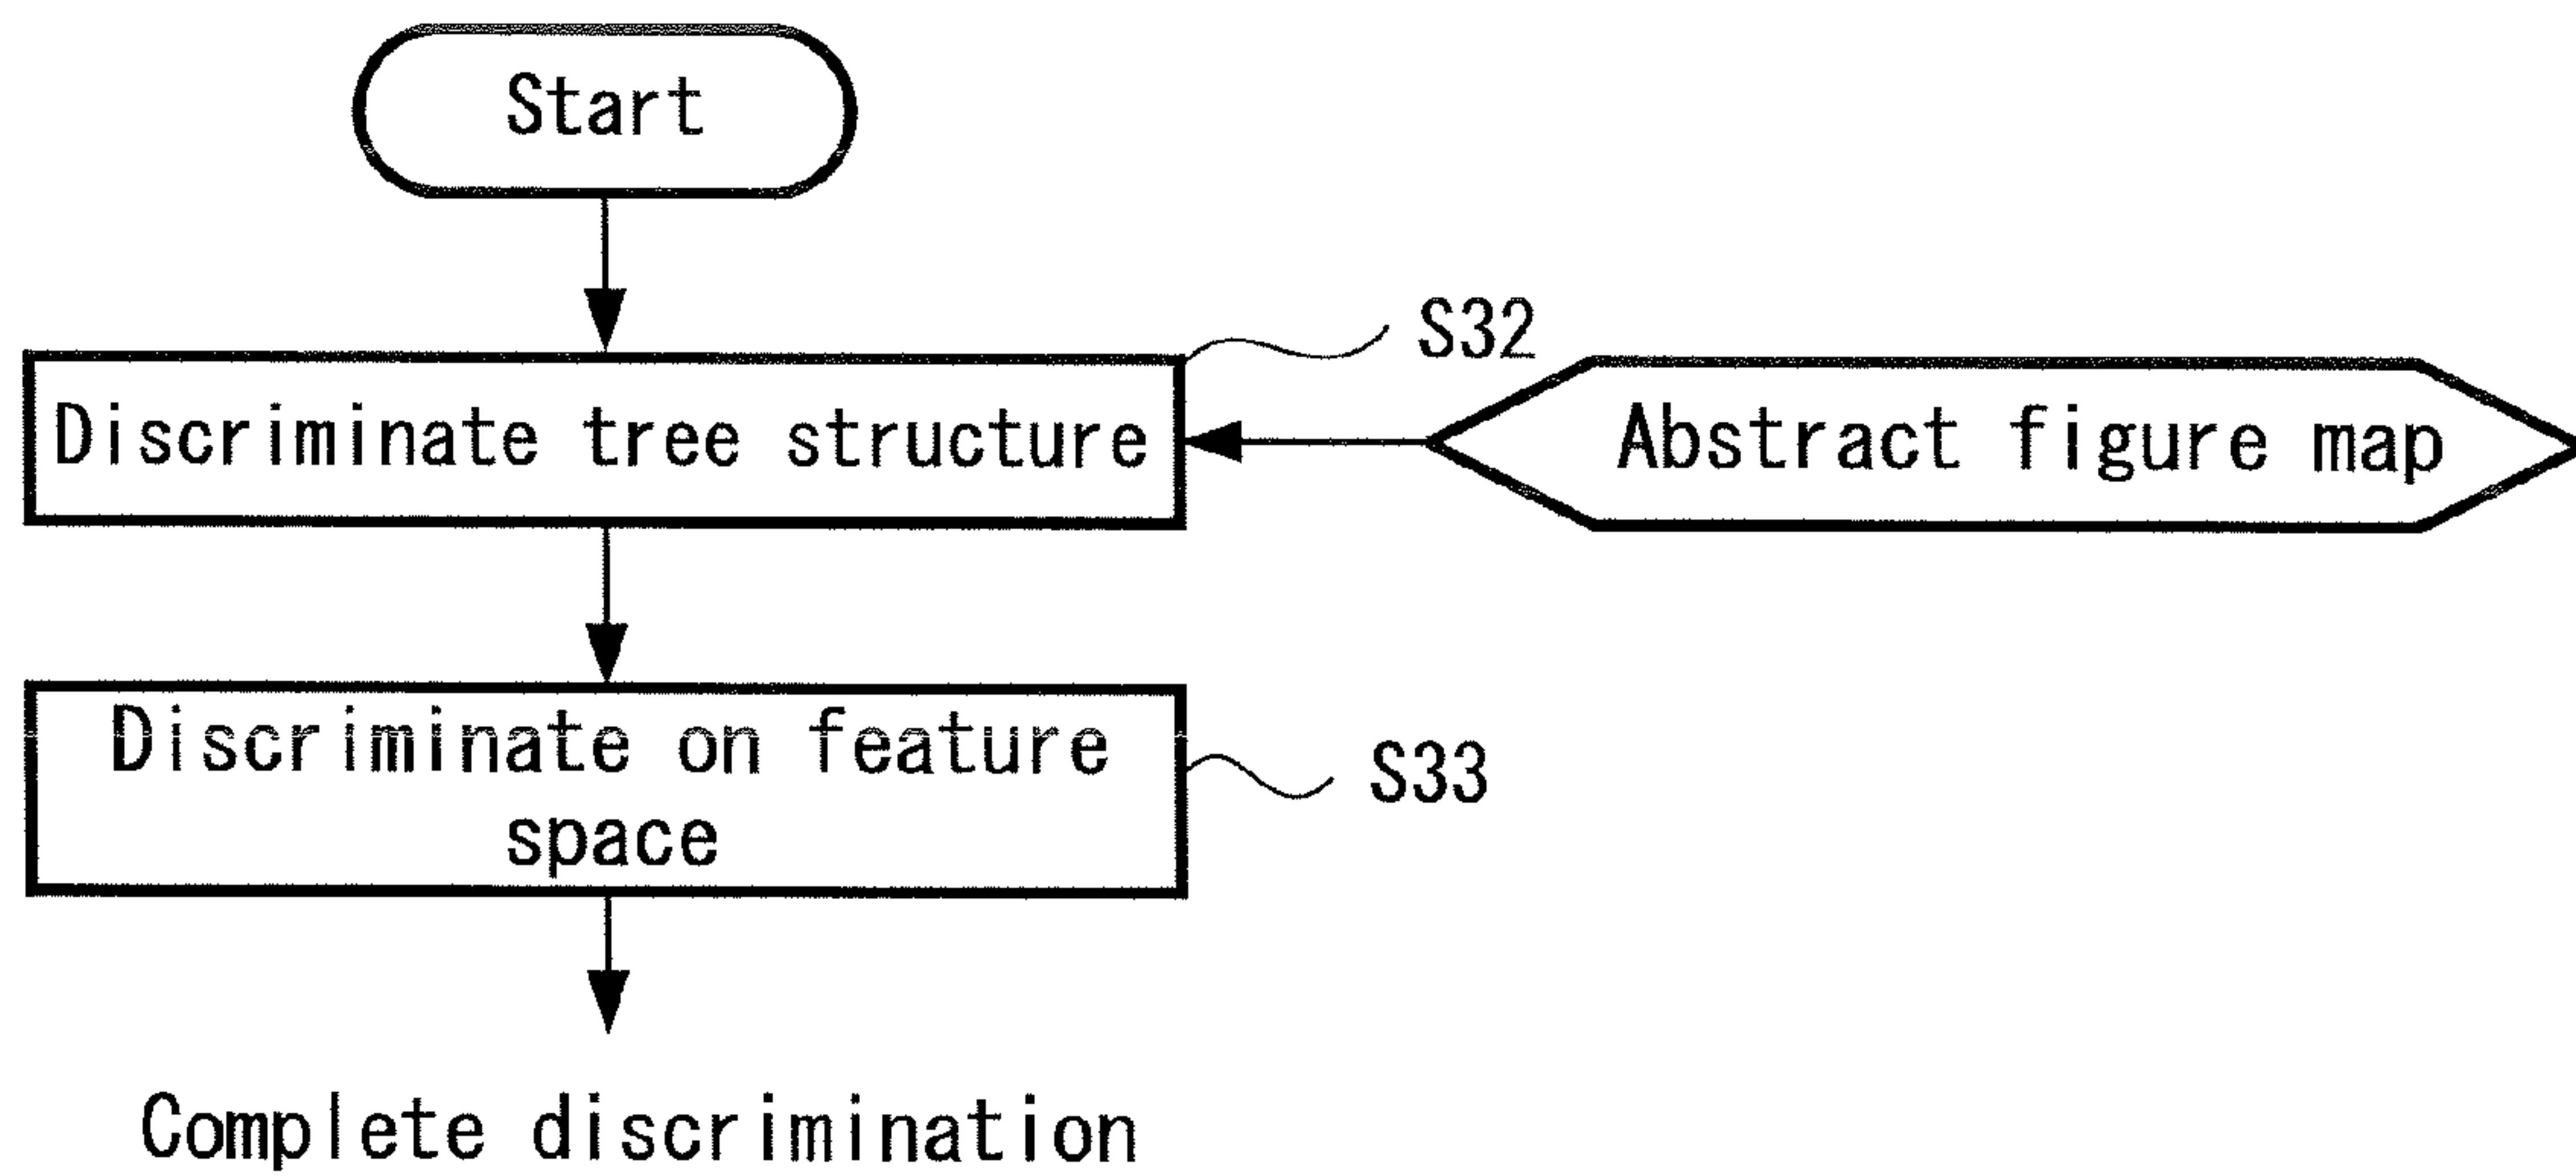 Start
S32
Discriminate tree structure
Abstract figure map
Discriminate on feature
space
S33
Complete discrimination